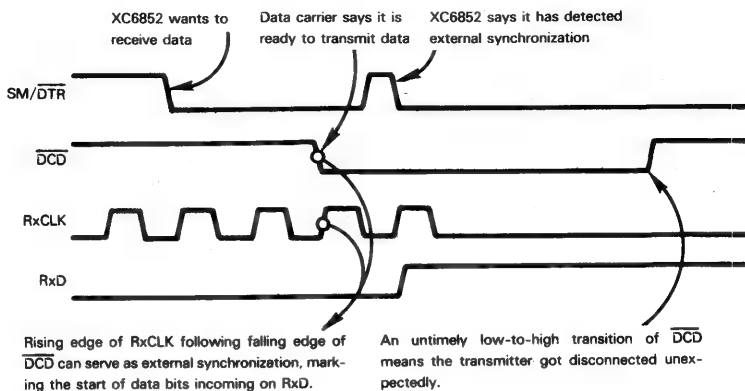 XC6852 wants to
receive data
Data carrier says it is
ready to transmit data
XC6852 says it has detected
external synchronization
SM/DTR
DCD
RxCLK
RxD
Rising edge of RxCLK following falling edge of
DCD can serve as external synchronization, mark-
ing the start of data bits incoming on RxD.
An untimely low-to-high transition of DCD
means the transmitter got disconnected unex-
pectedly.